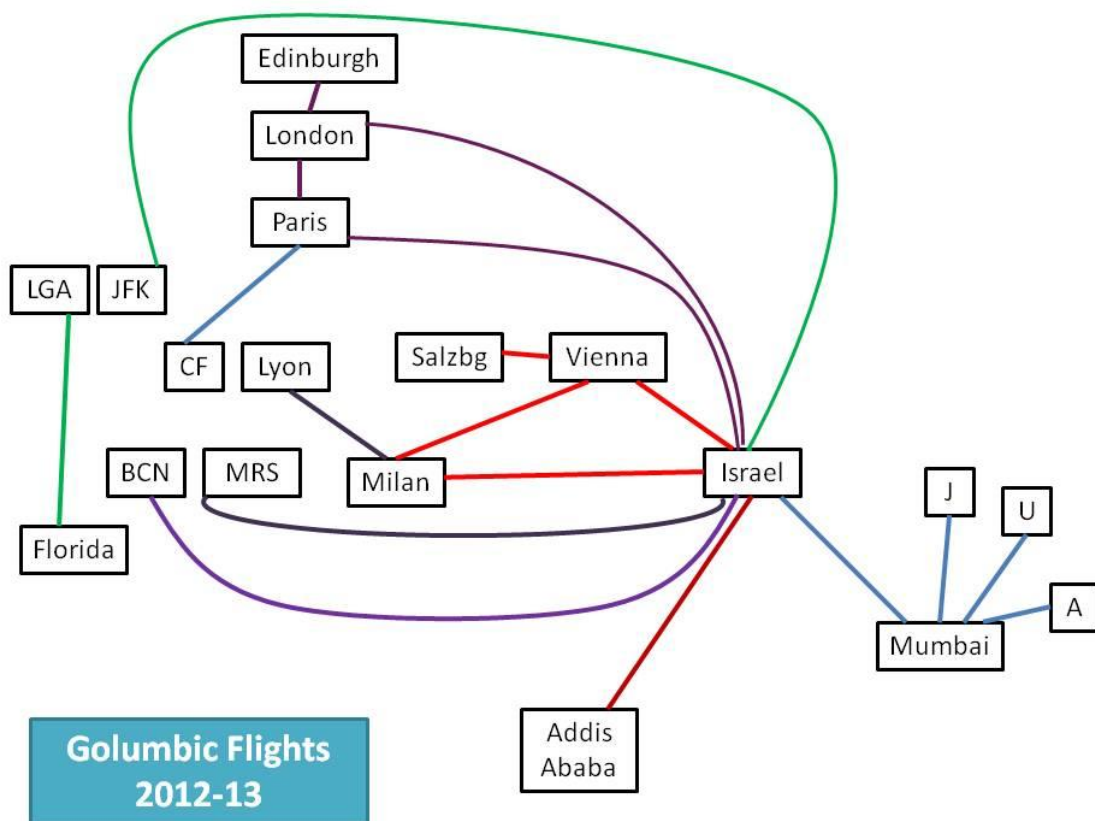 Edinburgh
London
Paris
LGA
JFK
CF
Lyon
Salzbg
Vienna
BCN
MRS
Milan
Israel
J
U
Florida
A
Mumbai
Addis
Ababa
Golumbic Flights
2012-13